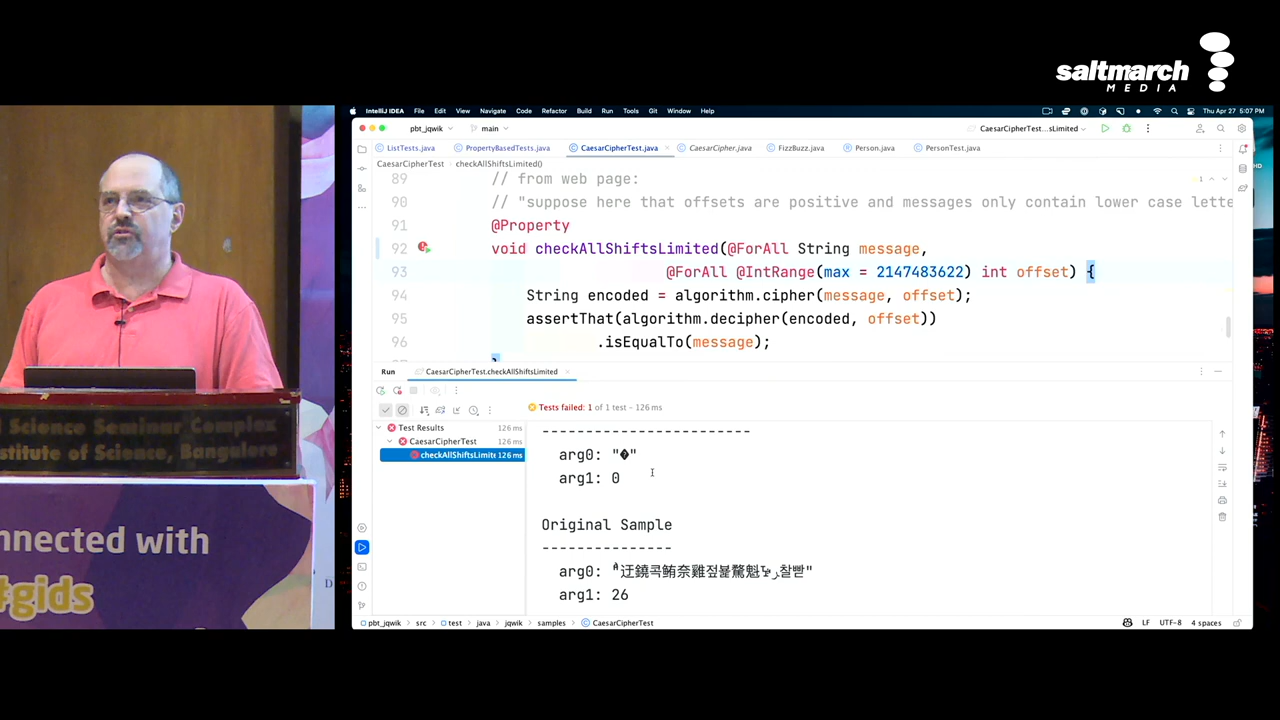 saltmarch
MEDIA
IntelliJ IDEA File Edit View Navigate Code Refactor Build Run Tools Git Window Help Thu Apr 27 5:07 PM
pbt_jqwik main CaesarCipherTest...sLimited
ListTests.java PropertyBasedTests.java CaesarCipherTest.java CaesarCipher.java FizzBuzz.java Person.java PersonTest.java
CaesarCipherTest checkAllShiftsLimited()
89 // from web page:
90 // "suppose here that offsets are positive and messages only contain lower case lette
91 @Property
92 void checkAllShiftsLimited(@ForAll String message,
93 @ForAll @IntRange(max = 2147483622) int offset) {
94 String encoded = algorithm.cipher(message, offset);
95 assertThat(algorithm.decipher(encoded, offset))
96 .isEqualTo(message);
Run CaesarCipherTest.checkAllShiftsLimited
Tests failed: 1 of 1 test – 126 ms
Test Results 126 ms
CaesarCipherTest 126 ms
checkAllShiftsLimite 126 ms
------------------------
arg0: "�"
arg1: 0
Original Sample
---------------
arg0:
arg1: 26
pbt_jqwik src test java jqwik samples CaesarCipherTest LF UTF-8 4 spaces
l Science Seminar Complex
stitute of Science, Bangalore
nnected with
#gids